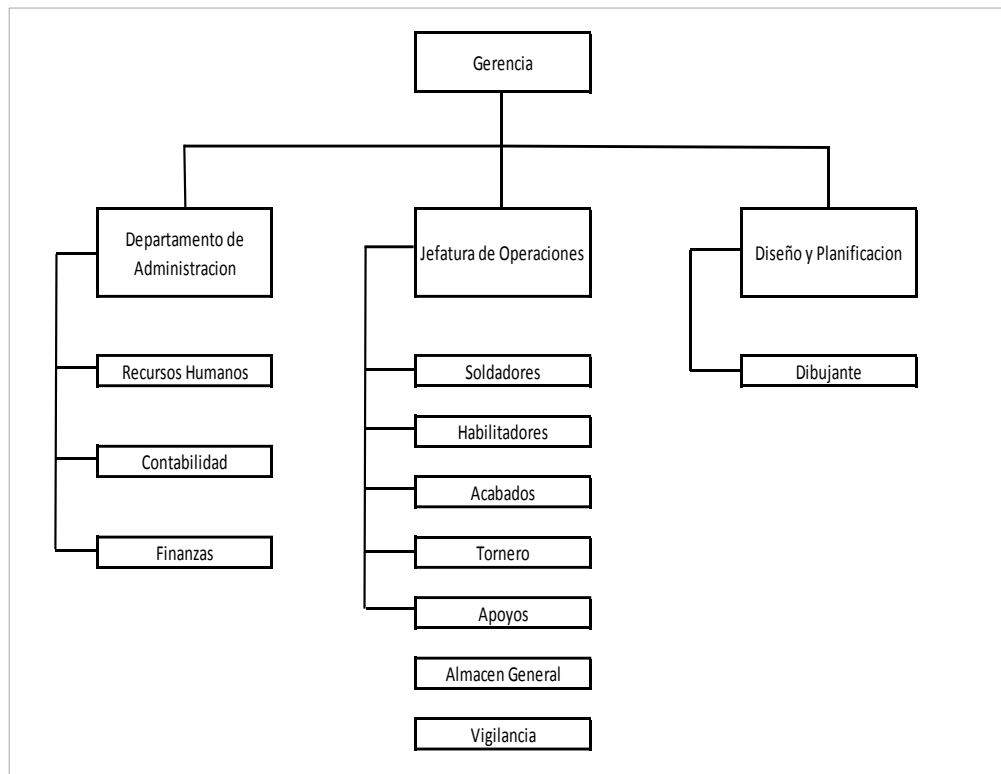 Gerencia
Departamento de
Administracion
Jefatura de Operaciones
Diseño y Planificacion
Recursos Humanos
Soldadores
Dibujante
Habilitadores
Contabilidad
Acabados
Finanzas
Tornero
Apoyos
Almacen General
Vigilancia